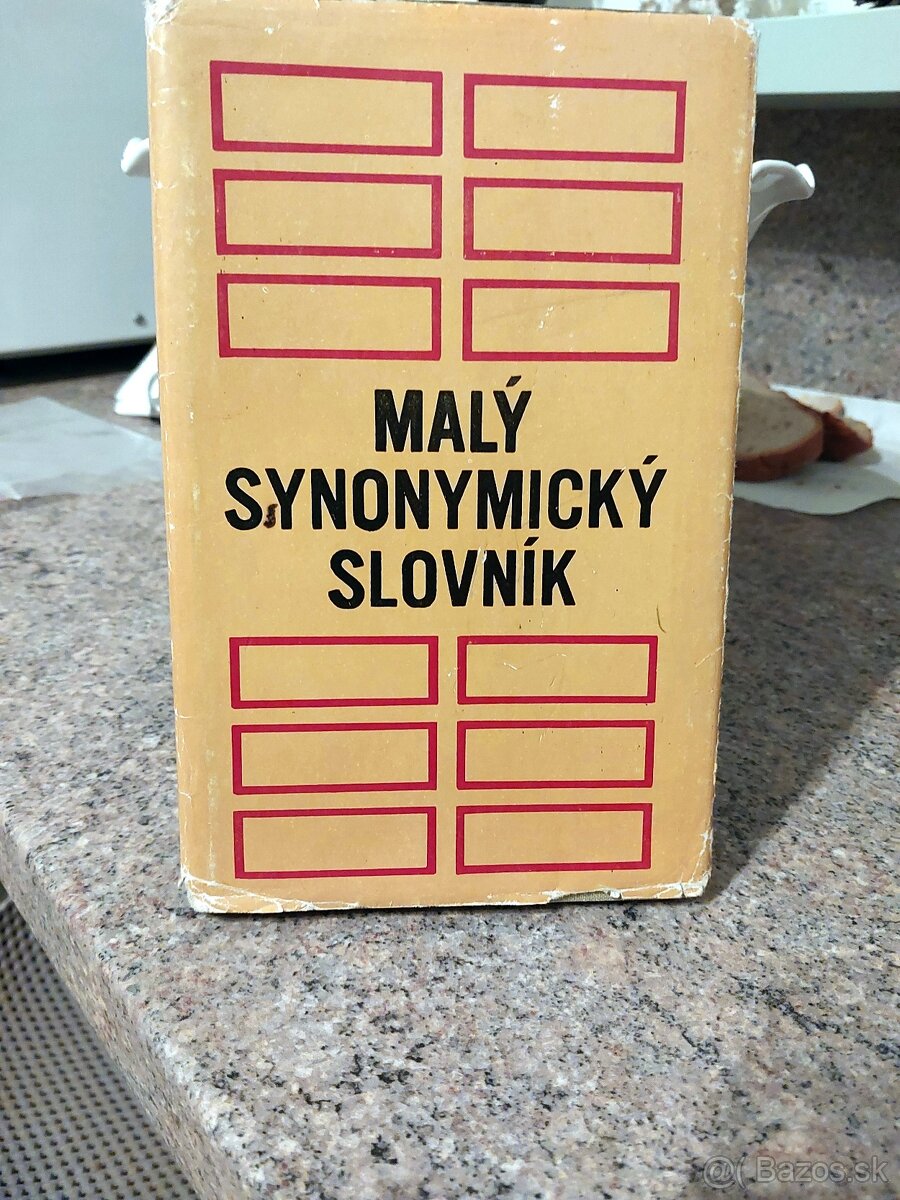 MALÝ
SYNONYMICKÝ
SLOVNÍK
@( Bazos.sk